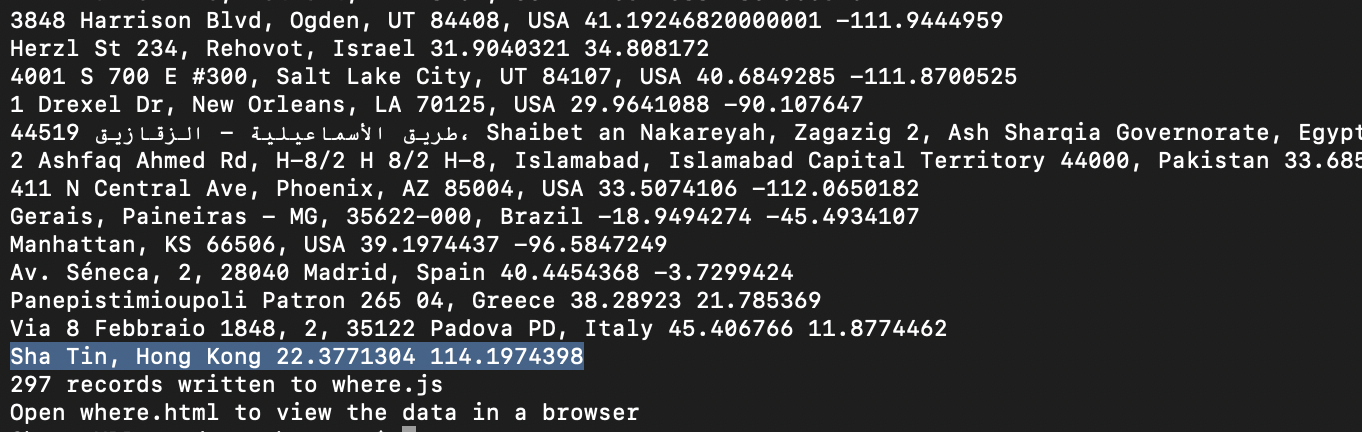 3848 Harrison Blvd, Ogden, UT 84408, USA 41.19246820000001 -111.9444959
Herzl St 234, Rehovot, Israel 31.9040321 34.808172
4001 S 700 E #300, Salt Lake City, UT 84107, USA 40.6849285 -111.8700525
1 Drexel Dr, New Orleans, LA 70125, USA 29.9641088 -90.107647
44519 طريق الأسماعيلية - الزقازيق، Shaibet an Nakareyah, Zagazig 2, Ash Sharqia Governorate, Egypt
2 Ashfaq Ahmed Rd, H-8/2 H 8/2 H-8, Islamabad, Islamabad Capital Territory 44000, Pakistan 33.685
411 N Central Ave, Phoenix, AZ 85004, USA 33.5074106 -112.0650182
Gerais, Paineiras - MG, 35622-000, Brazil -18.9494274 -45.4934107
Manhattan, KS 66506, USA 39.1974437 -96.5847249
Av. Séneca, 2, 28040 Madrid, Spain 40.4454368 -3.7299424
Panepistimioupoli Patron 265 04, Greece 38.28923 21.785369
Via 8 Febbraio 1848, 2, 35122 Padova PD, Italy 45.406766 11.8774462
Sha Tin, Hong Kong 22.3771304 114.1974398
297 records written to where.js
Open where.html to view the data in a browser